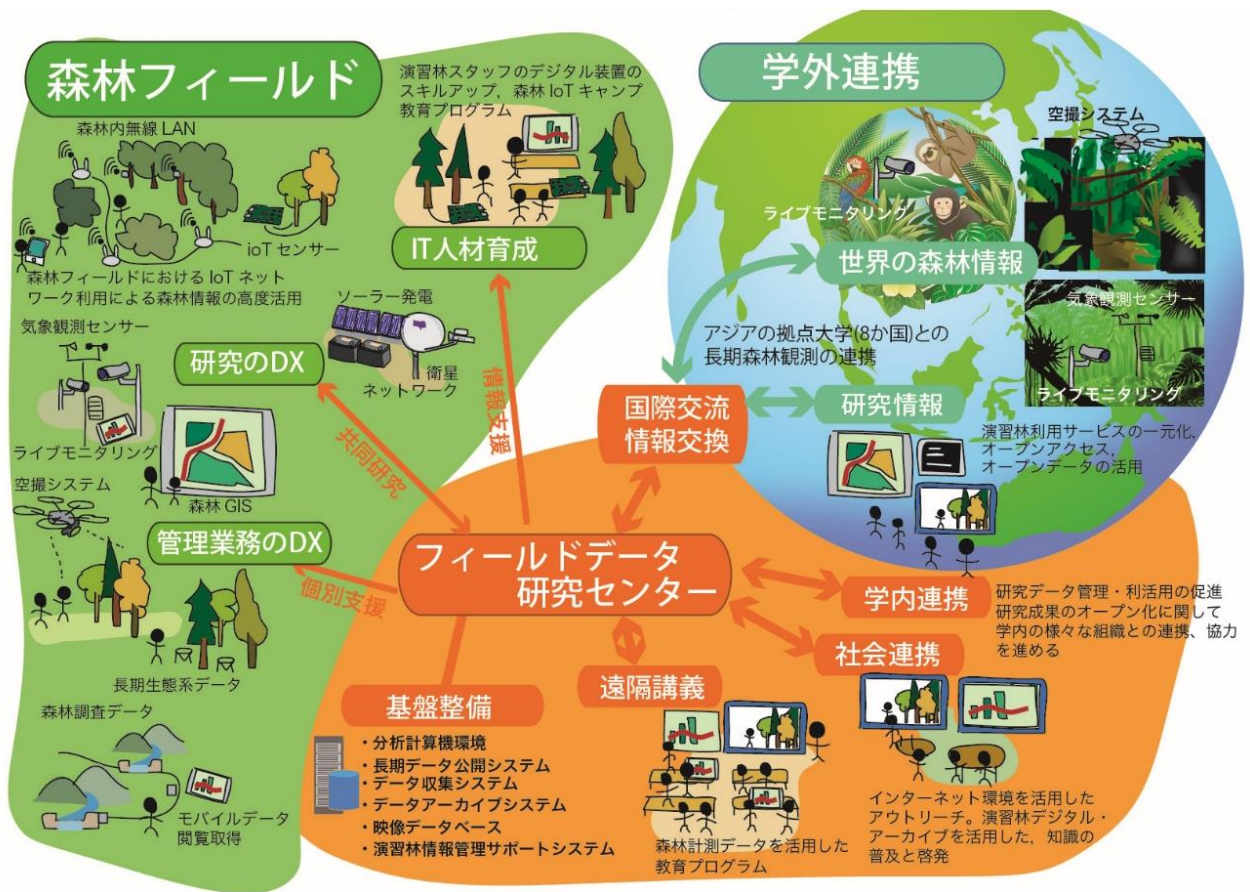 森林フィールド
森林内無線 LAN
ioT センサー
森林フィールドにおける IoT ネット
ワーク利用による森林情報の高度活用
演習林スタッフのデジタル装置の
スキルアップ，森林 IoT キャンプ
教育プログラム
IT人材育成
気象観測センサー
ライブモニタリング
研究のDX
ソーラー発電
衛星
ネットワーク
森林 GIS
空撮システム
管理業務のDX
長期生態系データ
森林調査データ
モバイルデータ
閲覧取得
情報支援
共同研究
個別支援
学外連携
空撮システム
ライブモニタリング
世界の森林情報
気象観測センサー
ライブモニタリング
アジアの拠点大学(8か国)との
長期森林観測の連携
国際交流
情報交換
研究情報
演習林利用サービスの一元化，
オープンアクセス，
オープンデータの活用
フィールドデータ
研究センター
学内連携
研究データ管理・利活用の促進
研究成果のオープン化に関して
学内の様々な組織との連携、協力
を進める
社会連携
インターネット環境を活用した
アウトリーチ。演習林デジタル・
アーカイブを活用した，知識の
普及と啓発
遠隔講義
森林計測データを活用した
教育プログラム
基盤整備
・分析計算機環境
・長期データ公開システム
・データ収集システム
・データアーカイブシステム
・映像データベース
・演習林情報管理サポートシステム